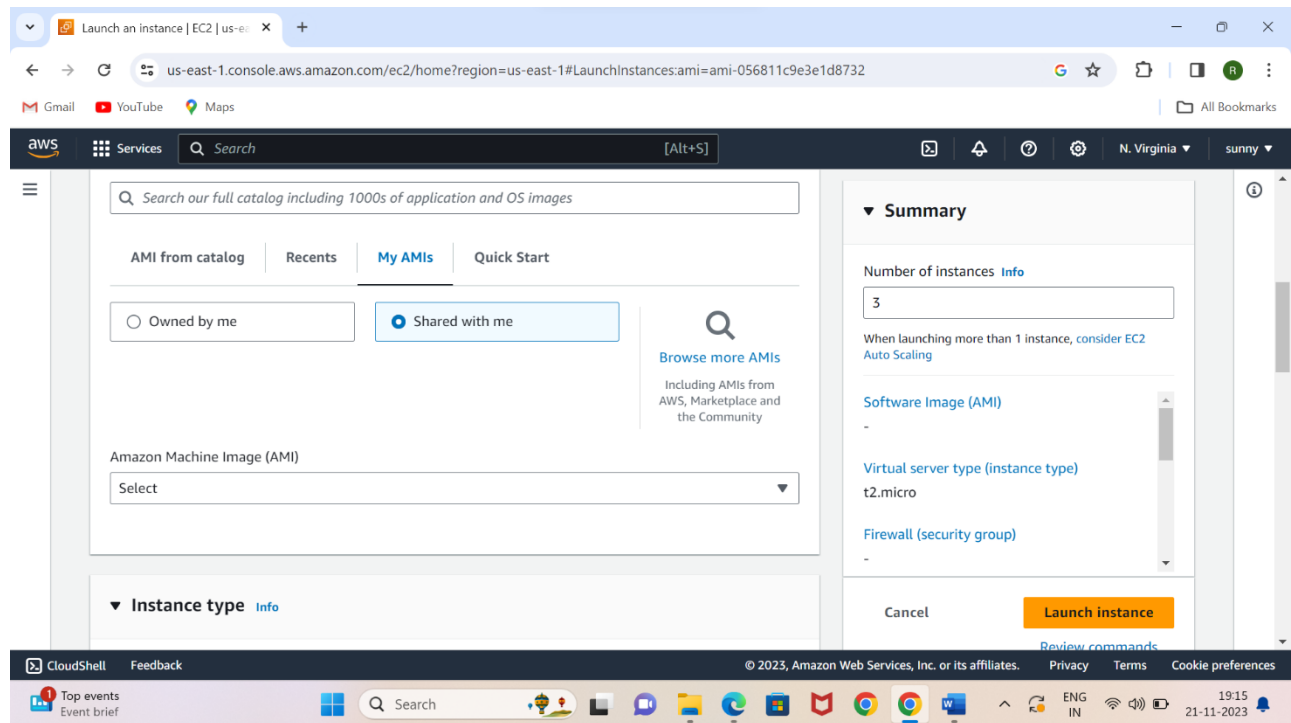 Launch an instance | EC2 | us-ea
us-east-1.console.aws.amazon.com/ec2/home?region=us-east-1#LaunchInstances:ami=ami-056811c9e3e1d8732
G
R
Gmail YouTube Maps
All Bookmarks
aws Services Search [Alt+S] N. Virginia sunny
Search our full catalog including 1000s of application and OS images
AMI from catalog Recents My AMIs Quick Start
Owned by me
Shared with me
Browse more AMIs
Including AMIs from
AWS, Marketplace and
the Community
Amazon Machine Image (AMI)
Select
Instance type Info
Summary
Number of instances Info
3
When launching more than 1 instance, consider EC2
Auto Scaling
Software Image (AMI)
-
Virtual server type (instance type)
t2.micro
Firewall (security group)
-
Cancel Launch instance
Review commands
CloudShell Feedback © 2023, Amazon Web Services, Inc. or its affiliates. Privacy Terms Cookie preferences
1
Top events
Event brief
Search
W
ENG
IN
19:15
21-11-2023